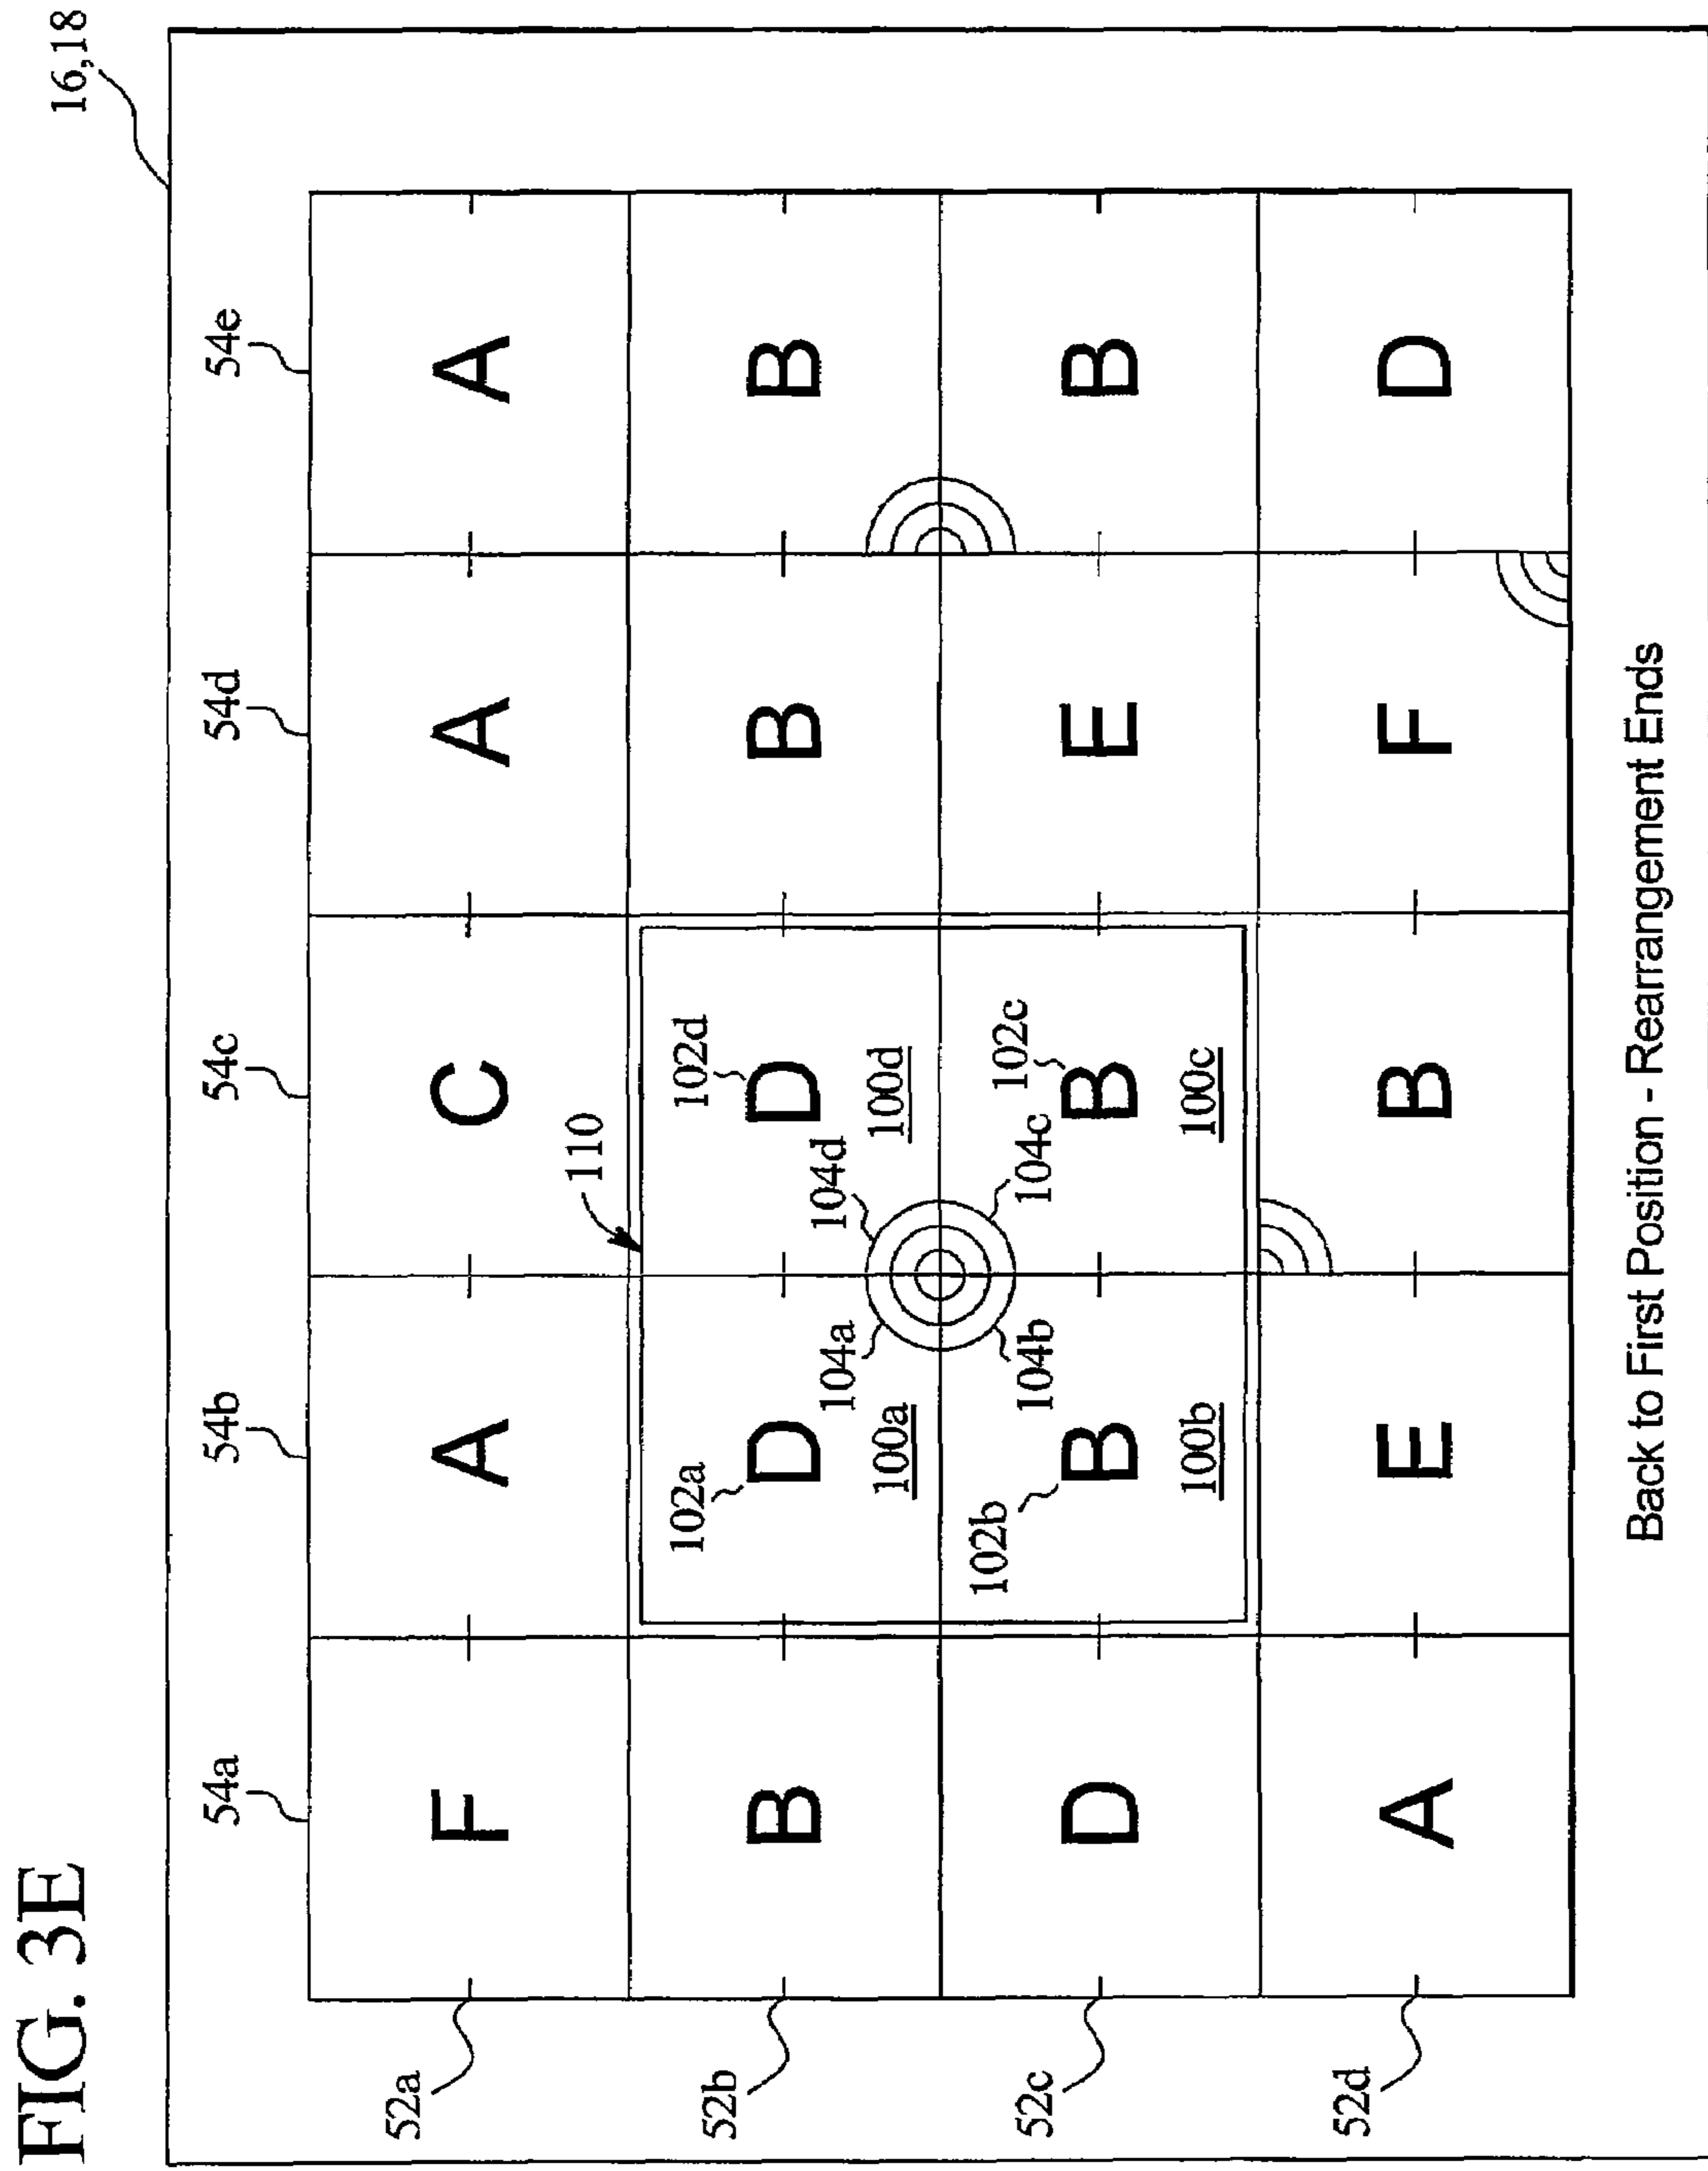 FIG. 3E
16,18
54a 54b 54c 54d 54e
52a F A C A A
110
102a 102d
52b B D D B B
104a 104d
100a 100d
102b 104b 104c 102c
52c D B B E B
100b 100c
52d A E B F D
Back to First Position - Rearrangement Ends